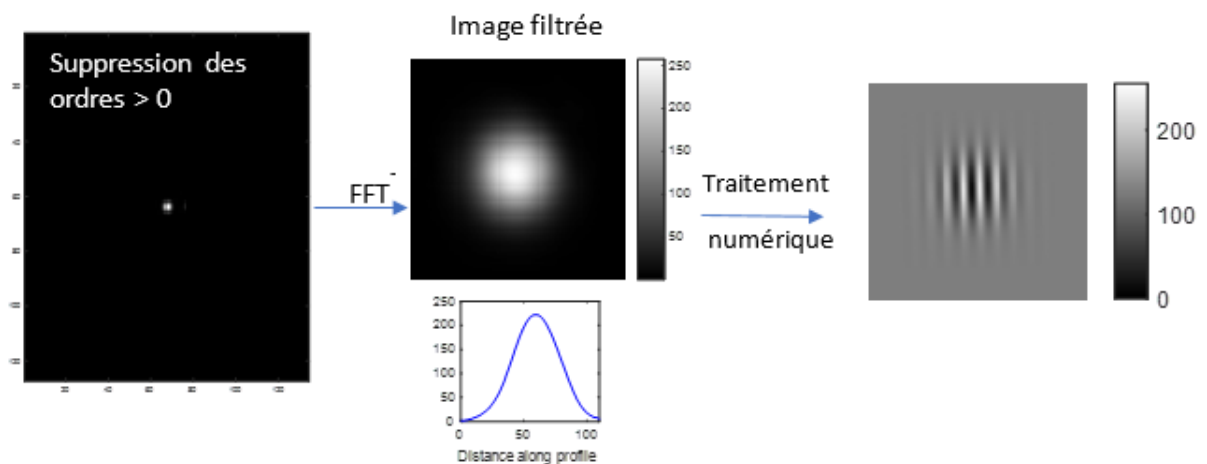 Image filtrée
Suppression des
ordres > 0
250
200
150
100
50
FFT-
Traitement
numérique
200
100
0
250
200
150
100
50
0
0 50 100
Distance along profile